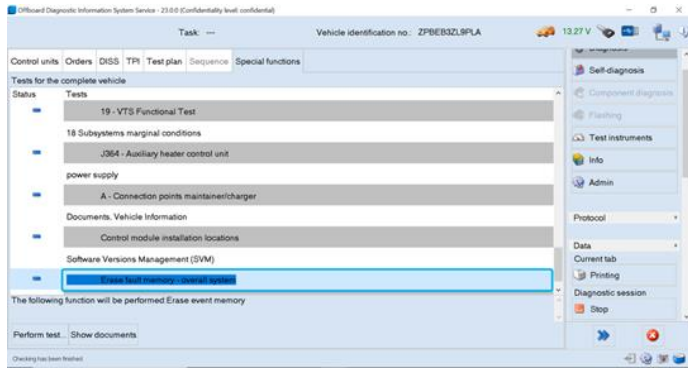 Offboard Diagnostic Information System Service - 23.0.0 (Confidentiality level: confidential)
Task: ---
Vehicle identification no.: ZPBEB3ZL9PLA
13.27 V
Control units Orders DISS TPI Test plan Sequence Special functions
Tests for the complete vehicle
Status Tests
19 - VTS Functional Test
18 Subsystems marginal conditions
J364 - Auxiliary heater control unit
power supply
A - Connection points maintainer/charger
Documents, Vehicle Information
Control module installation locations
Software Versions Management (SVM)
Erase fault memory - overall system
The following function will be performed Erase event memory
Perform test... Show documents
Checking has been finished.
Diagnosis
Self-diagnosis
Component diagnosis
Flashing
Test instruments
Info
Admin
Protocol
Data
Current tab
Printing
Diagnostic session
Stop